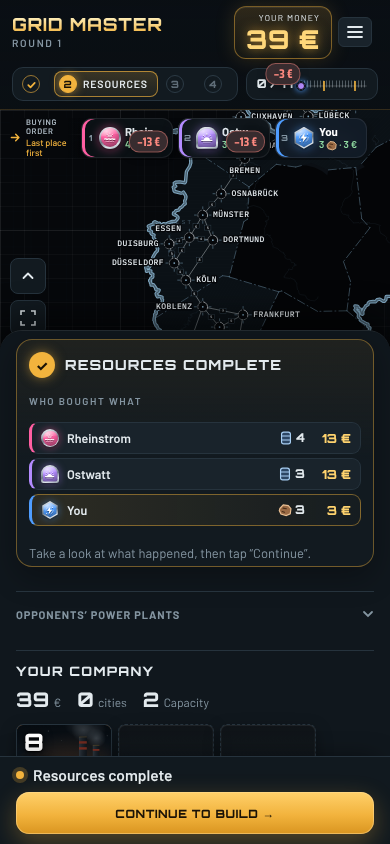 GRID MASTER
ROUND 1
YOUR MONEY
39 €
2 RESOURCES 3 4
-3 €
BUYING ORDER
Last place first
1
-13 €
2
-13 €
3 You
3 · 3 €
CUXHAVEN
LÜBECK
BREMEN
OSNABRÜCK
MÜNSTER
ESSEN
DUISBURG
DORTMUND
DÜSSELDORF
KÖLN
KOBLENZ
FRANKFURT
RESOURCES COMPLETE
WHO BOUGHT WHAT
Rheinstrom 4 13 €
Ostwatt 3 13 €
You 3 3 €
Take a look at what happened, then tap “Continue”.
OPPONENTS’ POWER PLANTS
YOUR COMPANY
39 € 0 cities 2 Capacity
8
Resources complete
CONTINUE TO BUILD →